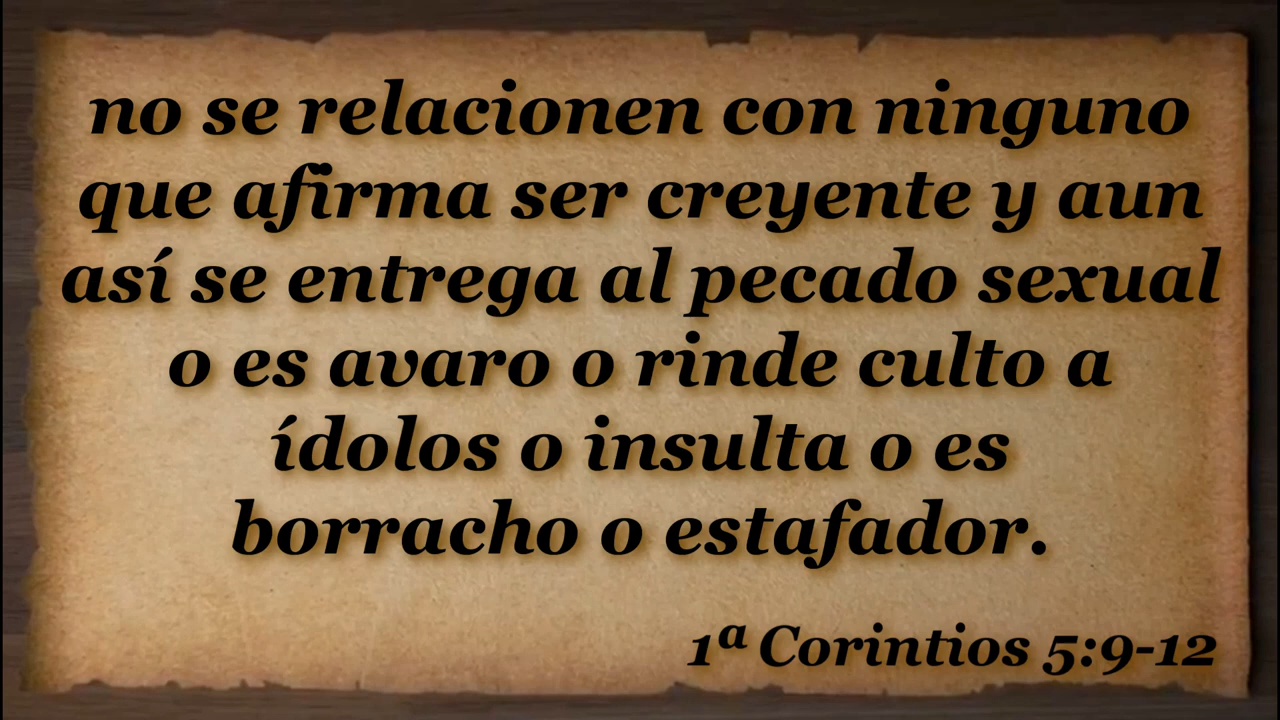 no se relacionen con ninguno
que afirma ser creyente y aun
así se entrega al pecado sexual
o es avaro o rinde culto a
ídolos o insulta o es
borracho o estafador.
1ª Corintios 5:9-12